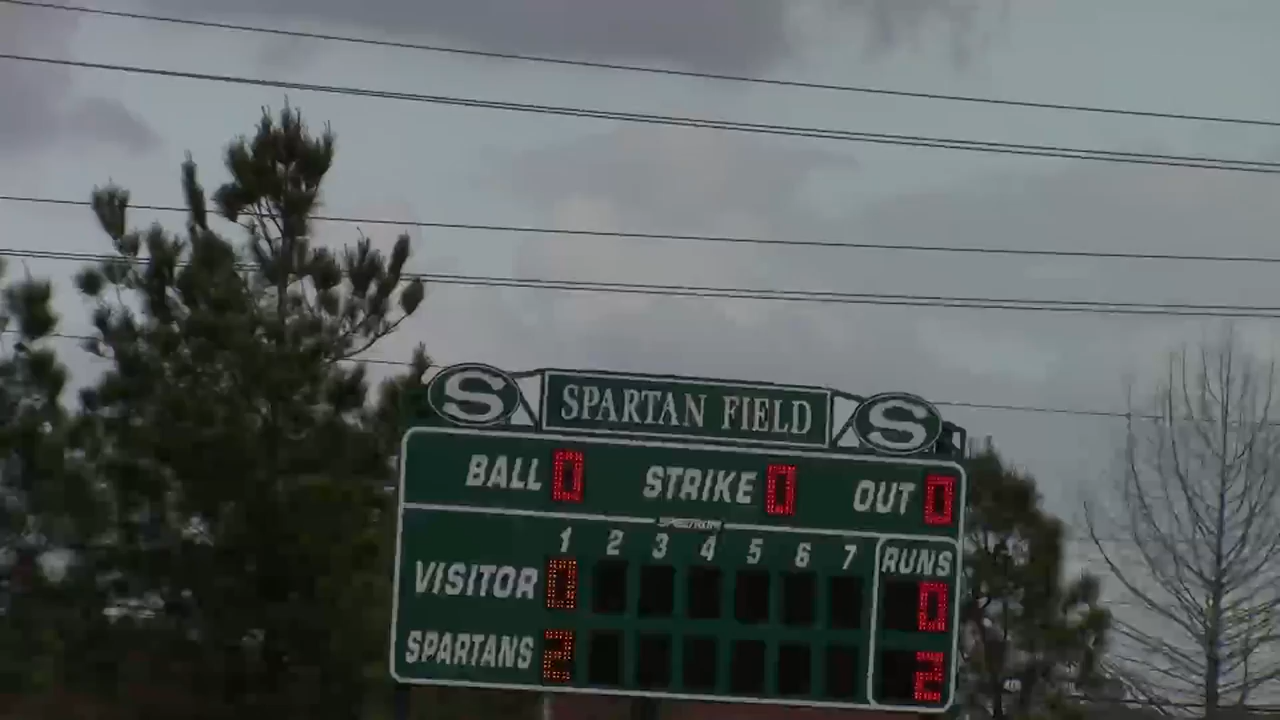 S SPARTAN FIELD S
BALL 0 STRIKE 0 OUT 0
SPECTRUM
1 2 3 4 5 6 7 RUNS
VISITOR 0 0
SPARTANS 2 2